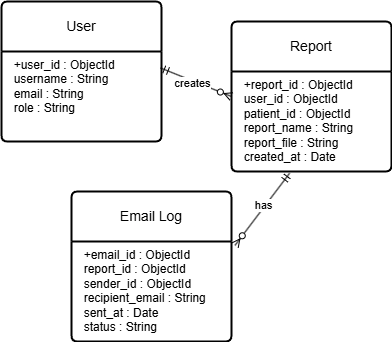 User
+user_id : ObjectId
username : String
email : String
role : String
creates
Report
+report_id : ObjectId
user_id : ObjectId
patient_id : ObjectId
report_name : String
report_file : String
created_at : Date
has
Email Log
+email_id : ObjectId
report_id : ObjectId
sender_id : ObjectId
recipient_email : String
sent_at : Date
status : String